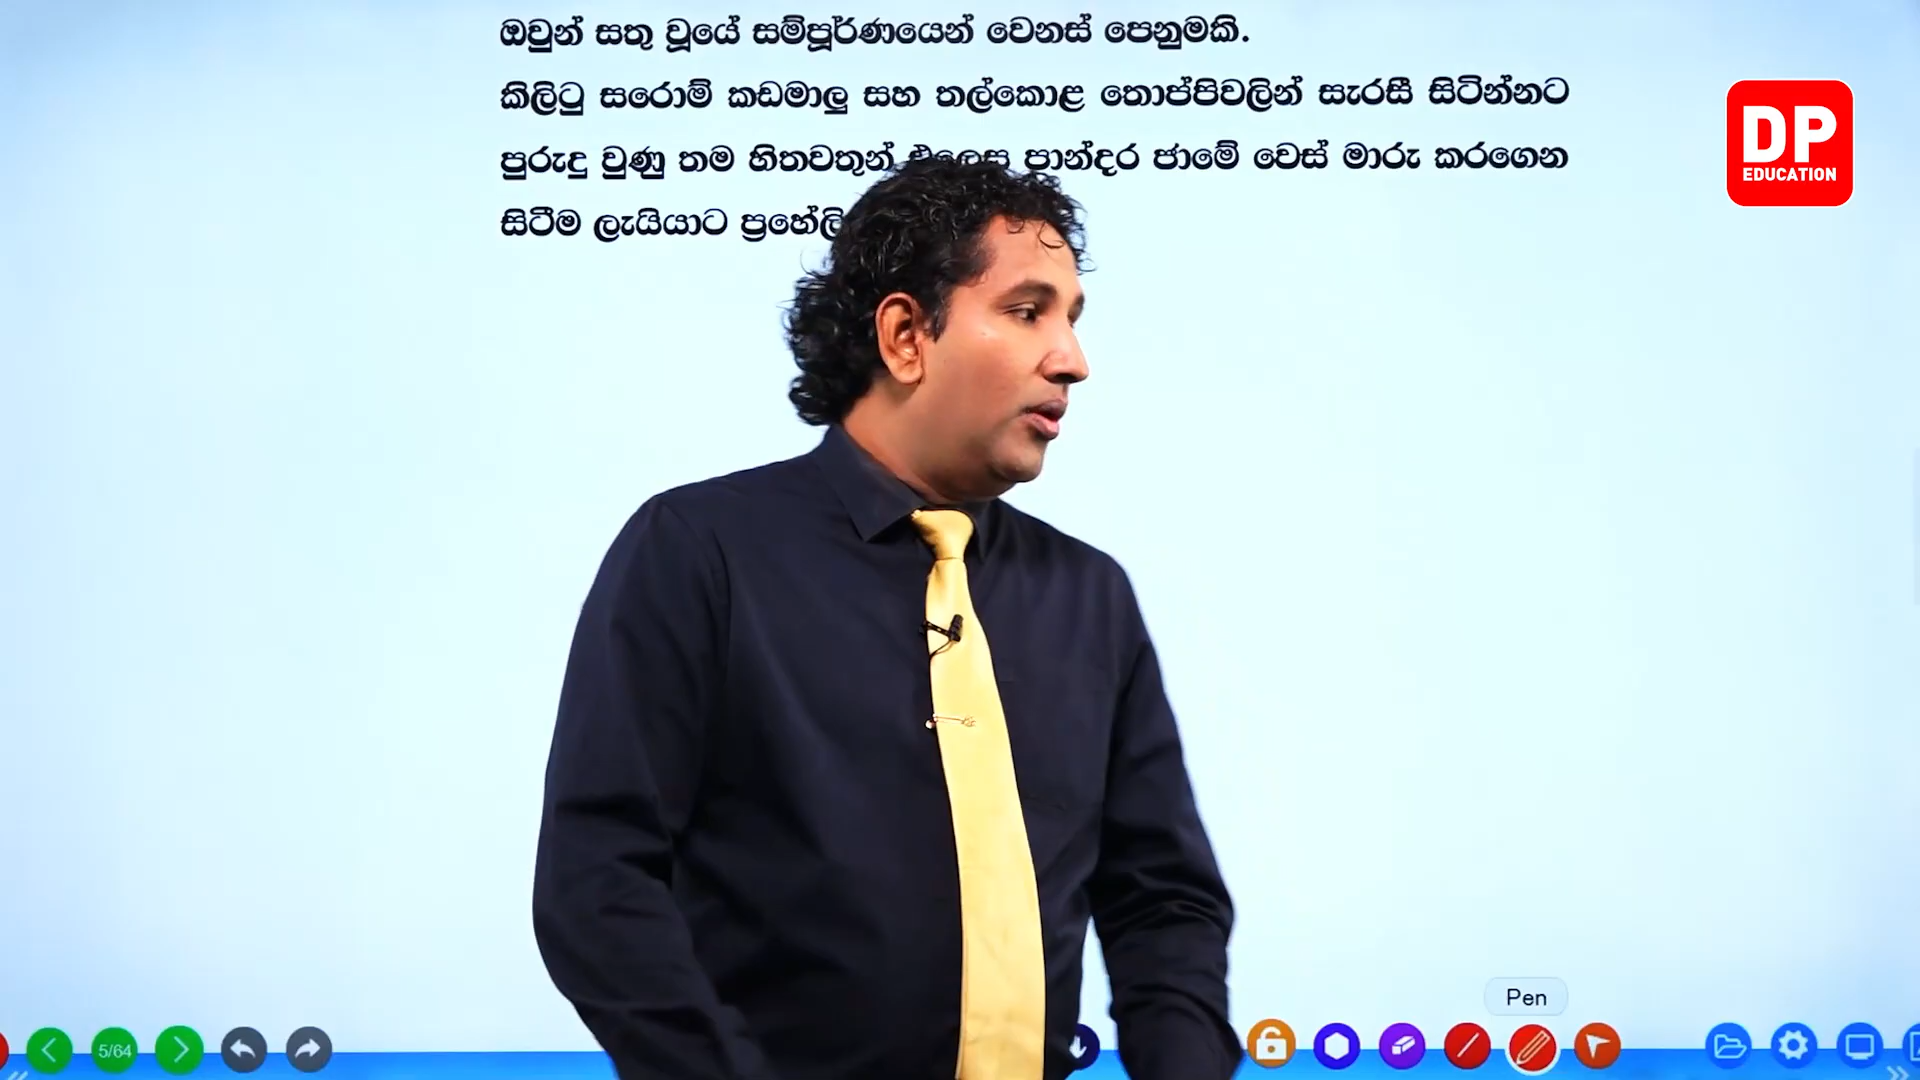 ඔවුන් සතු වූයේ සම්පූර්ණයෙන් වෙනස් පෙනුමකි.
කිලිටු සරොම් කඩමාලු සහ තල්කොළ තොප්පිවලින් සැරසී සිටින්නට
පුරුදු වුණු තම හිතවතුන් එලෙස පාන්දර ජාමේ වෙස් මාරු කරගෙන
සිටීම ලැයියාට
DP
EDUCATION
Pen
5/64